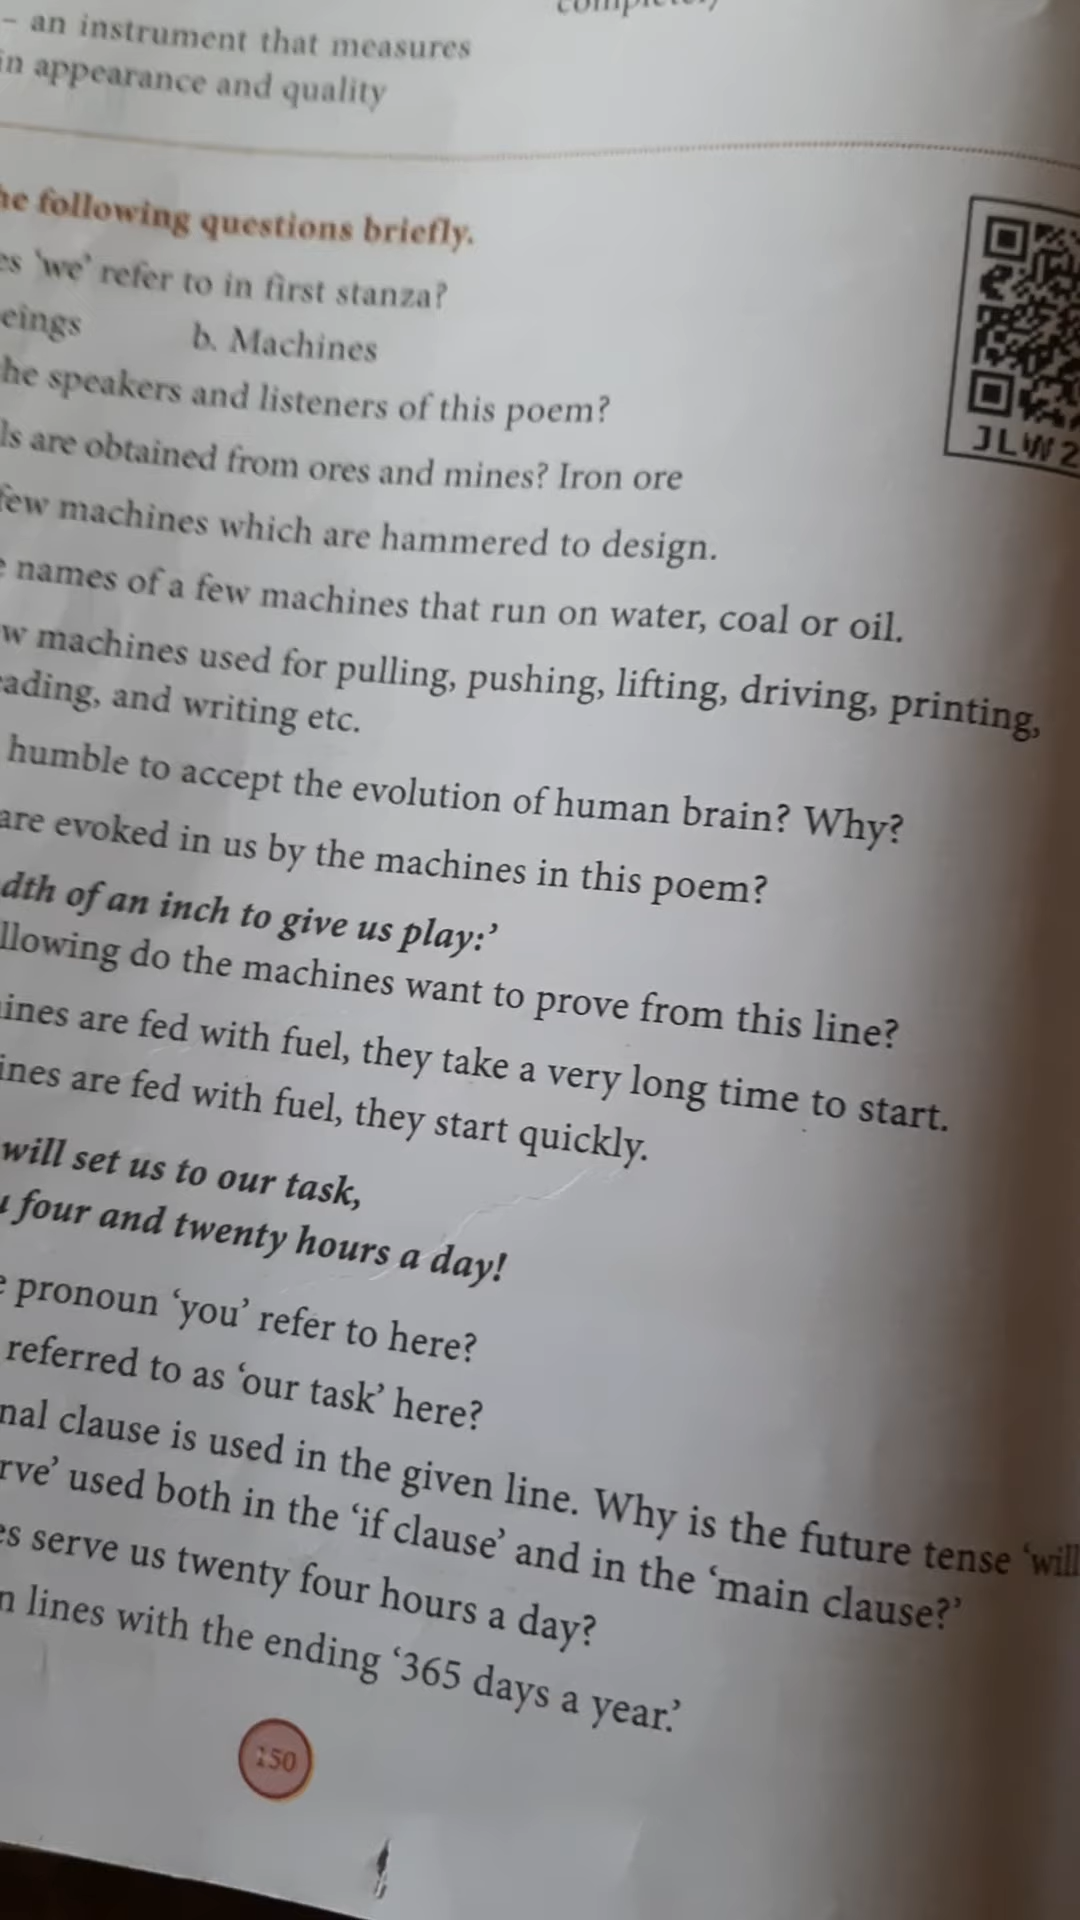 – an instrument that measures
in appearance and quality
following questions briefly.
'we' refer to in first stanza?
eings b. Machines
he speakers and listeners of this poem?
ls are obtained from ores and mines? Iron ore
few machines which are hammered to design.
names of a few machines that run on water, coal or oil.
w machines used for pulling, pushing, lifting, driving, printing,
eading, and writing etc.
humble to accept the evolution of human brain? Why?
are evoked in us by the machines in this poem?
dth of an inch to give us play:'
llowing do the machines want to prove from this line?
ines are fed with fuel, they take a very long time to start.
ines are fed with fuel, they start quickly.
will set us to our task,
four and twenty hours a day!
pronoun 'you' refer to here?
referred to as 'our task' here?
nal clause is used in the given line. Why is the future tense 'will
rve' used both in the 'if clause' and in the 'main clause?'
es serve us twenty four hours a day?
n lines with the ending '365 days a year.'
150
JLW2